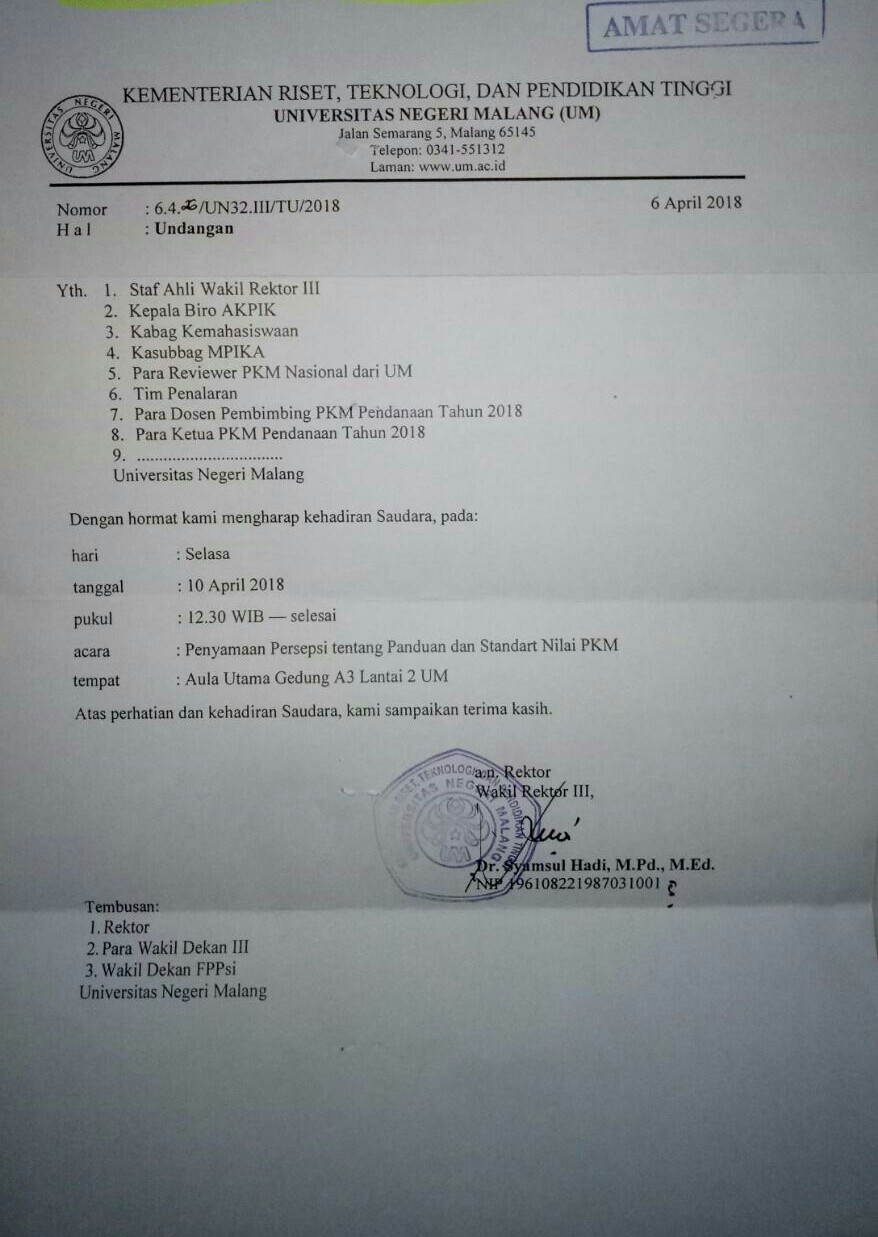 AMAT SEGERA
KEMENTERIAN RISET, TEKNOLOGI, DAN PENDIDIKAN TINGGI
UNIVERSITAS NEGERI MALANG (UM)
Jalan Semarang 5, Malang 65145
Telepon: 0341-551312
Laman: www.um.ac.id
UNIVERSITAS NEGERI MALANG
UM
Nomor : 6.4. /UN32.III/TU/2018 6 April 2018
H a l : Undangan
Yth. 1. Staf Ahli Wakil Rektor III
2. Kepala Biro AKPIK
3. Kabag Kemahasiswaan
4. Kasubbag MPIKA
5. Para Reviewer PKM Nasional dari UM
6. Tim Penalaran
7. Para Dosen Pembimbing PKM Pendanaan Tahun 2018
8. Para Ketua PKM Pendanaan Tahun 2018
9. .................................
Universitas Negeri Malang
Dengan hormat kami mengharap kehadiran Saudara, pada:
hari : Selasa
tanggal : 10 April 2018
pukul : 12.30 WIB — selesai
acara : Penyamaan Persepsi tentang Panduan dan Standart Nilai PKM
tempat : Aula Utama Gedung A3 Lantai 2 UM
Atas perhatian dan kehadiran Saudara, kami sampaikan terima kasih.
a.n. Rektor
Wakil Rektor III,
Dr. Syamsul Hadi, M.Pd., M.Ed.
NIP 196108221987031001
Tembusan:
1. Rektor
2. Para Wakil Dekan III
3. Wakil Dekan FPPsi
Universitas Negeri Malang